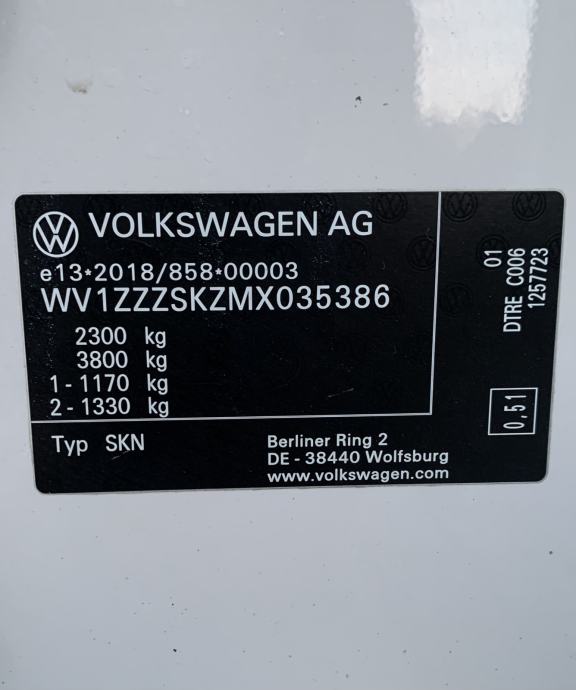 VOLKSWAGEN AG
e13*2018/858*00003
WV1ZZZSKZMX035386
2300 kg
3800 kg
1 - 1170 kg
2 - 1330 kg
Typ SKN
Berliner Ring 2
DE - 38440 Wolfsburg
www.volkswagen.com
01
DTRE C006
1257723
0,51